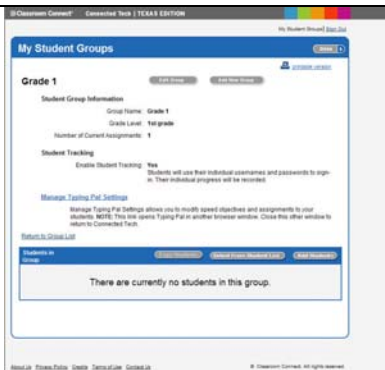 Classroom Connect® Connected Tech | TEXAS EDITION
My Student Groups| Sign Out
My Student Groups
printable version
Grade 1
Edit Group Add New Group
Student Group Information
Group Name: Grade 1
Grade Level: 1st grade
Number of Current Assignments: 1
Student Tracking
Enable Student Tracking: Yes
Students will use their individual usernames and passwords to sign-
in. Their individual progress will be recorded.
Manage Typing Pal Settings
Manage Typing Pal Settings allows you to modify speed objectives and assignments to your
students. NOTE: This link opens Typing Pal in another browser window. Close this other window to
return to Connected Tech.
Return to Group List
Students in
Group
Select From Student List Add Students
There are currently no students in this group.
About Us Privacy Policy Credits Terms of Use Contact Us © Classroom Connect. All rights reserved.